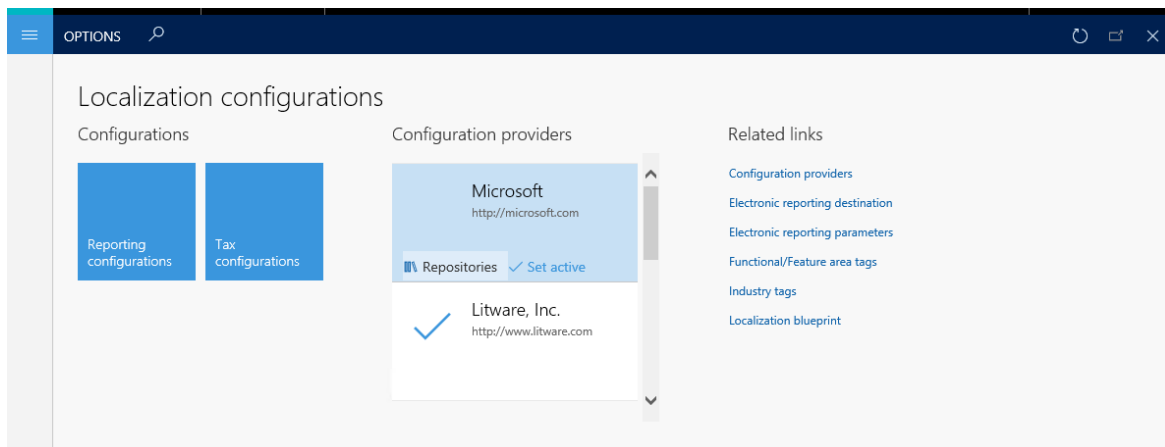 OPTIONS
Localization configurations
Configurations
Reporting
configurations
Tax
configurations
Configuration providers
Microsoft
http://microsoft.com
Repositories Set active
Litware, Inc.
http://www.litware.com
Related links
Configuration providers
Electronic reporting destination
Electronic reporting parameters
Functional/Feature area tags
Industry tags
Localization blueprint